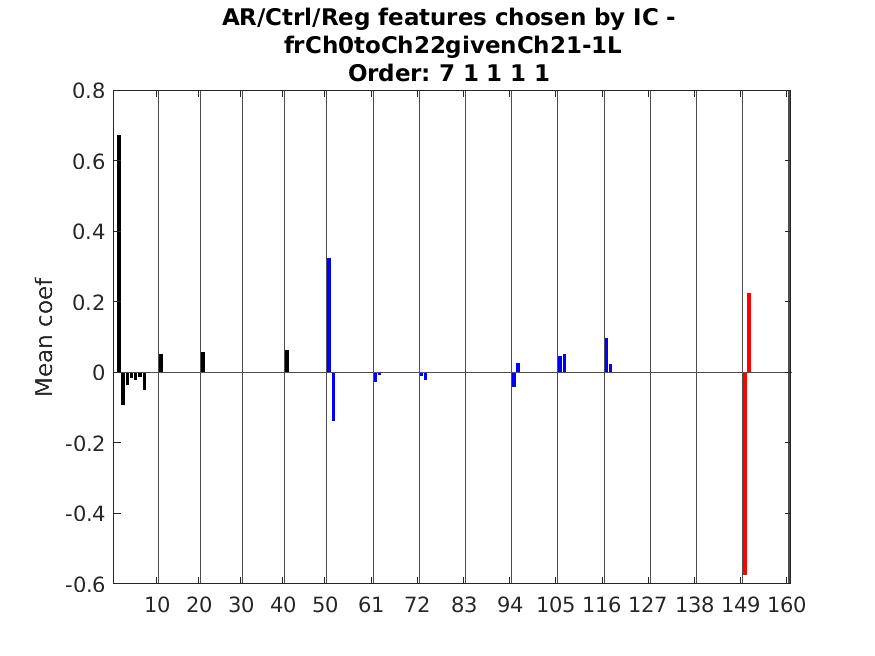 AR/Ctrl/Reg features chosen by IC -
frCh0toCh22givenCh21-1L
Order: 7 1 1 1 1
0.8
0.6
0.4
0.2
0
-0.2
-0.4
-0.6
Mean coef
10 20 30 40 50 61 72 83 94 105 116 127 138 149 160